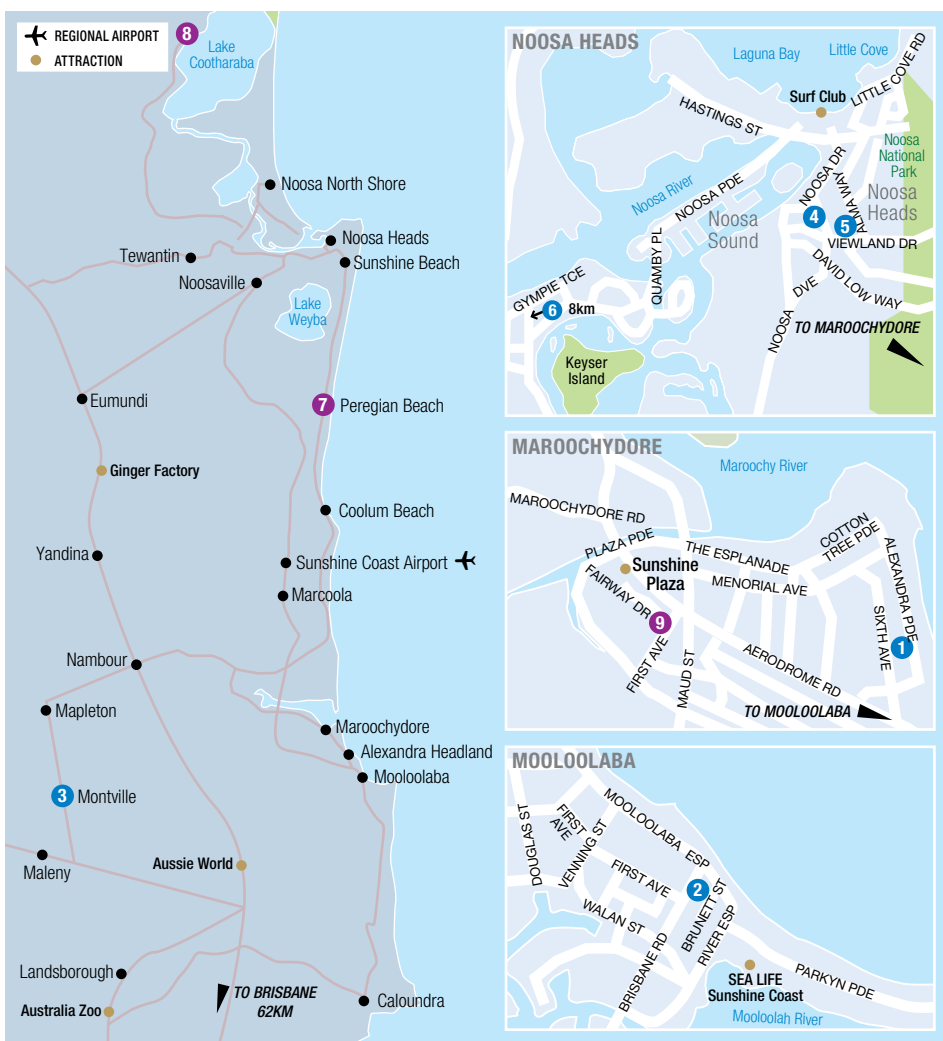 REGIONAL AIRPORT
ATTRACTION
8
Lake
Cootharaba
Noosa North Shore
Noosa Heads
Tewantin
Sunshine Beach
Noosaville
Lake
Weyba
Eumundi
7 Peregian Beach
Ginger Factory
Coolum Beach
Yandina
Sunshine Coast Airport
Marcoola
Nambour
Mapleton
Maroochydore
Alexandra Headland
Mooloolaba
3 Montville
Aussie World
Maleny
Landsborough
TO BRISBANE
62KM
Caloundra
Australia Zoo
NOOSA HEADS
Laguna Bay
Little Cove
Surf Club
LITTLE COVE RD
HASTINGS ST
Noosa
National
Park
Noosa River
NOOSA PDE
NOOSA DR
ALMA WAY
Noosa
Heads
Noosa
Sound
4
5
VIEWLAND DR
QUAMBY PL
GYMPIE TCE
DAVID LOW WAY
6 8km
NOOSA DVE
TO MAROOCHYDORE
Keyser
Island
MAROOCHYDORE
Maroochy River
MAROOCHYDORE RD
PLAZA PDE
THE ESPLANADE
COTTON
TREE PDE
ALEXANDRA PDE
Sunshine
Plaza
MENORIAL AVE
FAIRWAY DR
9
SIXTH AVE
1
FIRST AVE
MAUD ST
AERODROME RD
TO MOOLOOLABA
MOOLOOLABA
MOOLOOLABA ESP
DOUGLAS ST
FIRST
AVE
VENNING ST
FIRST AVE
2
BRUNETT ST
WALAN ST
RIVER ESP
BRISBANE RD
SEA LIFE
Sunshine Coast
PARKYN PDE
Mooloolah River